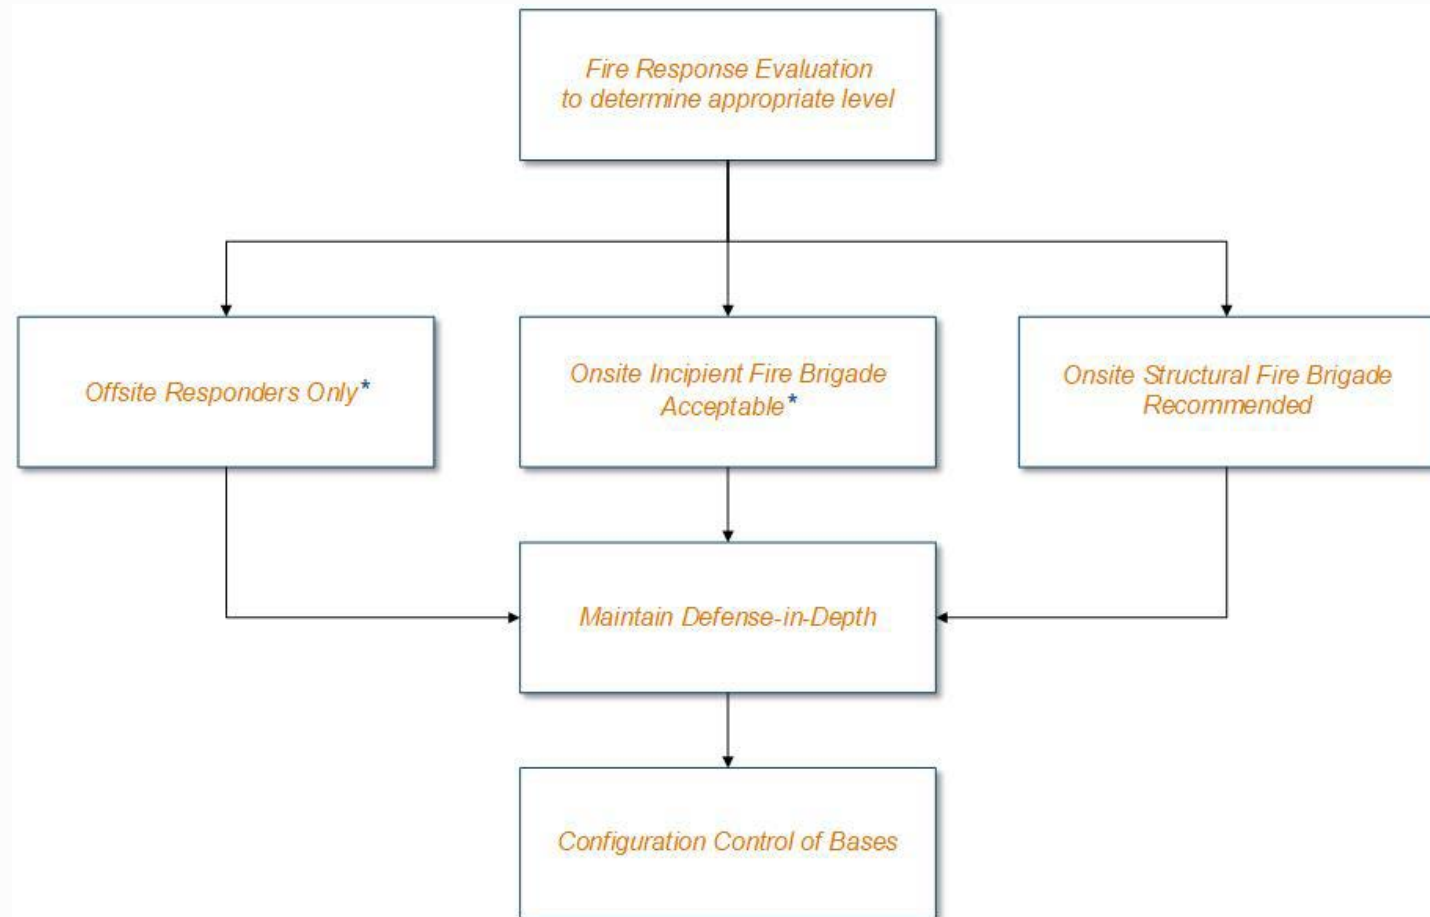 Fire Response Evaluation
to determine appropriate level
Offsite Responders Only*
Onsite Incipient Fire Brigade
Acceptable*
Onsite Structural Fire Brigade
Recommended
Maintain Defense-in-Depth
Configuration Control of Bases